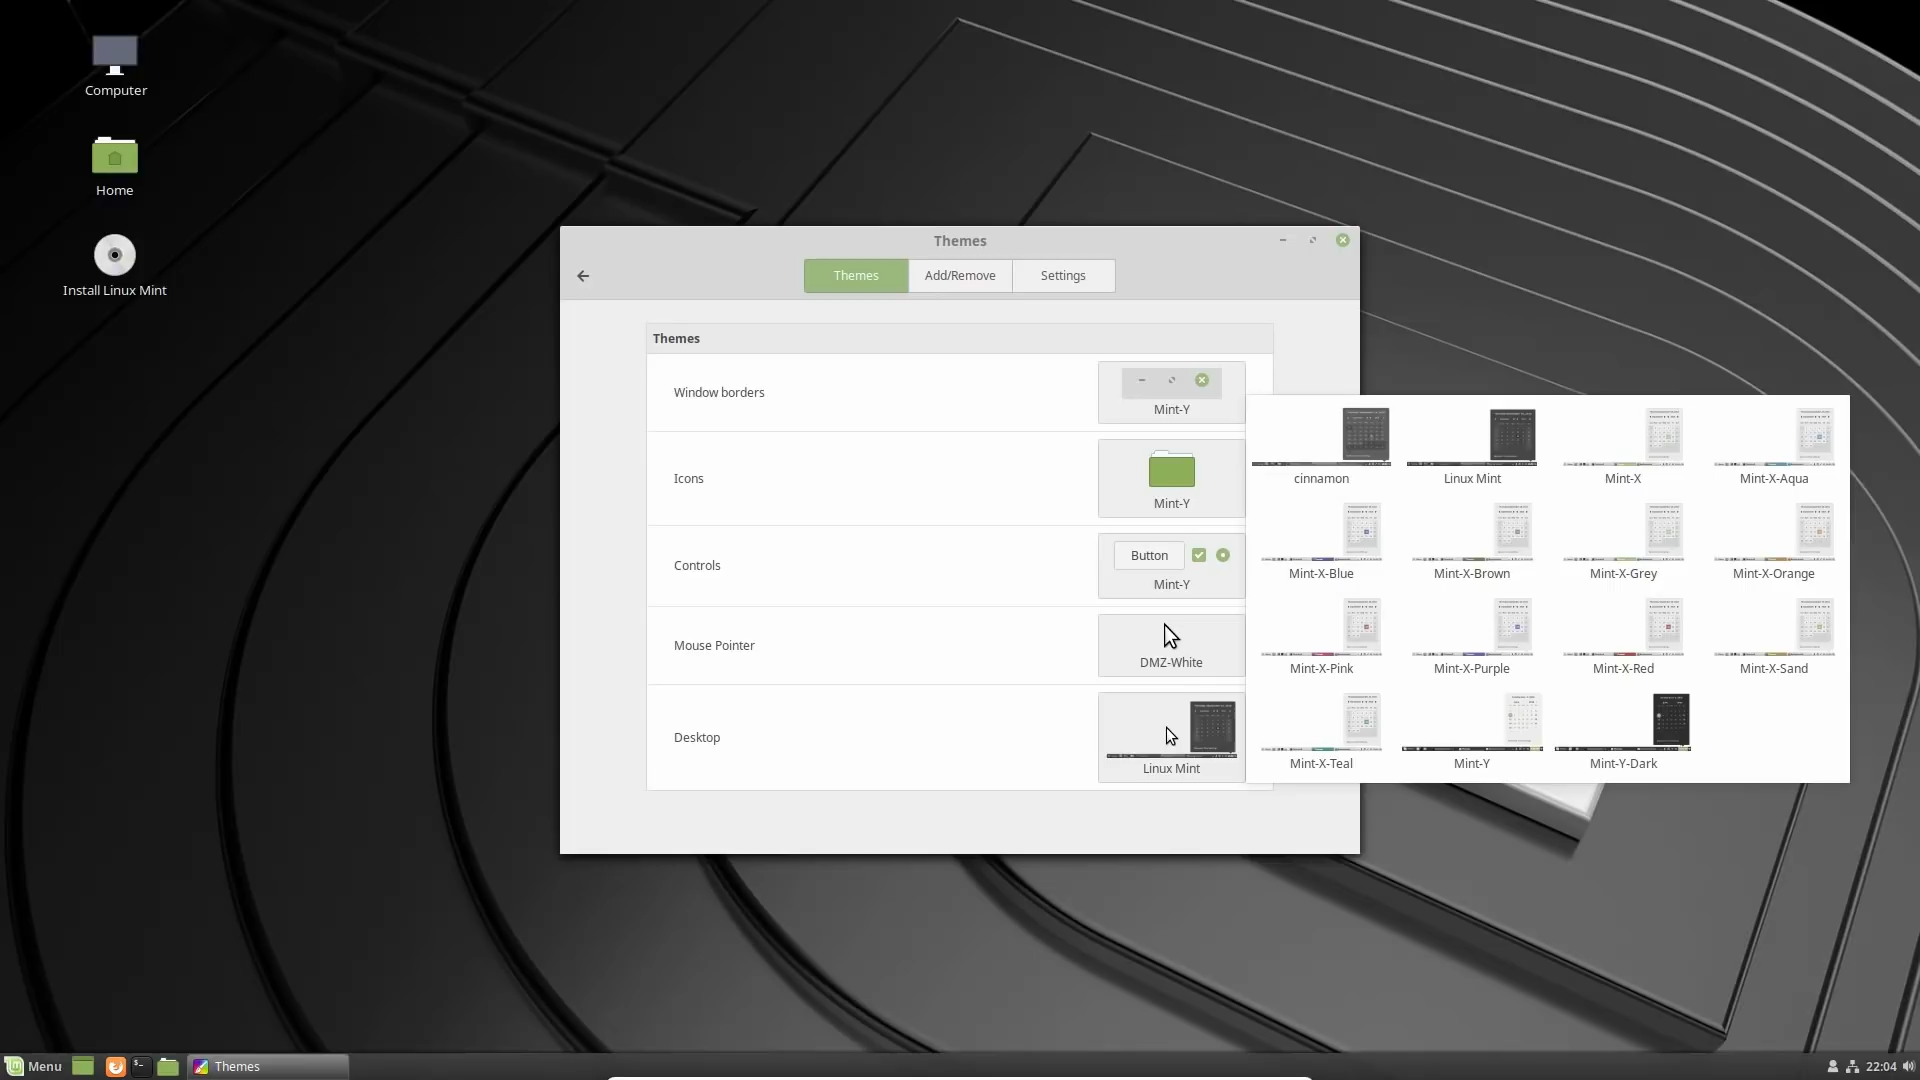 Computer
Home
Install Linux Mint
Themes
Themes Add/Remove Settings
Themes
Window borders
Mint-Y
Icons
Mint-Y
Controls
Button
Mint-Y
Mouse Pointer
DMZ-White
Desktop
Linux Mint
cinnamon Linux Mint Mint-X Mint-X-Aqua
Mint-X-Blue Mint-X-Brown Mint-X-Grey Mint-X-Orange
Mint-X-Pink Mint-X-Purple Mint-X-Red Mint-X-Sand
Mint-X-Teal Mint-Y Mint-Y-Dark
Menu Themes 22:04